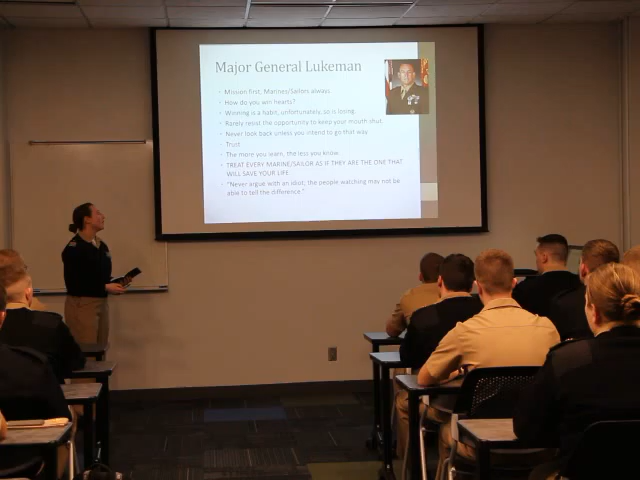 Major General Lukeman
Mission first, Marines/Sailors always.
How do you win hearts?
Winning is a habit, unfortunately, so is losing.
Rarely resist the opportunity to keep your mouth shut.
Never look back unless you intend to go that way.
Trust
The more you learn, the less you know.
TREAT EVERY MARINE/SAILOR AS IF THEY ARE THE ONE THAT
WILL SAVE YOUR LIFE.
"Never argue with an idiot, the people watching may not be
able to tell the difference."